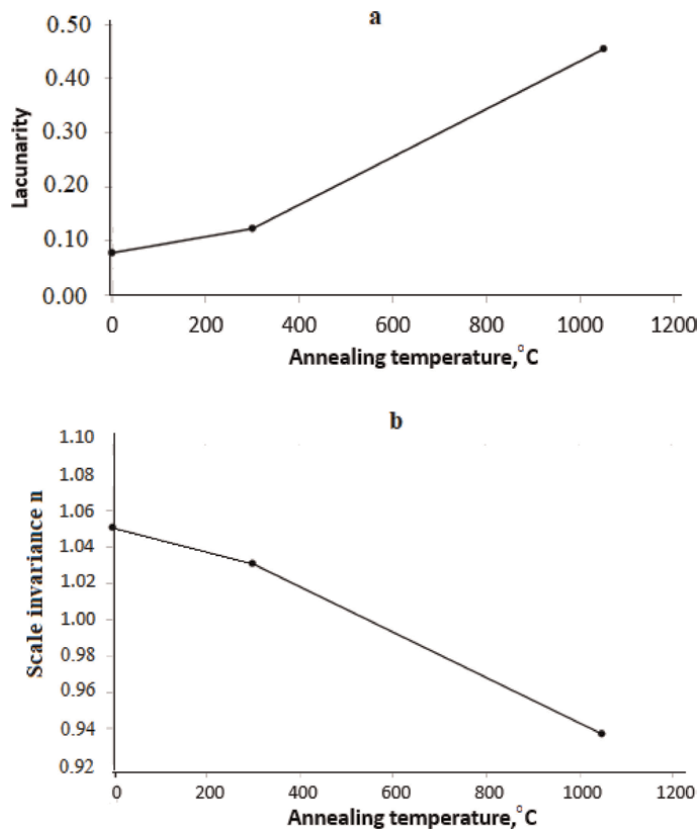 a
0.50
0.40
0.30
0.20
0.10
0.00
Lacunarity
0 200 400 600 800 1000 1200
Annealing temperature,°C
b
1.10
1.08
1.06
1.04
1.02
1.00
0.98
0.96
0.94
0.92
Scale invariance n
0 200 400 600 800 1000 1200
Annealing temperature,°C